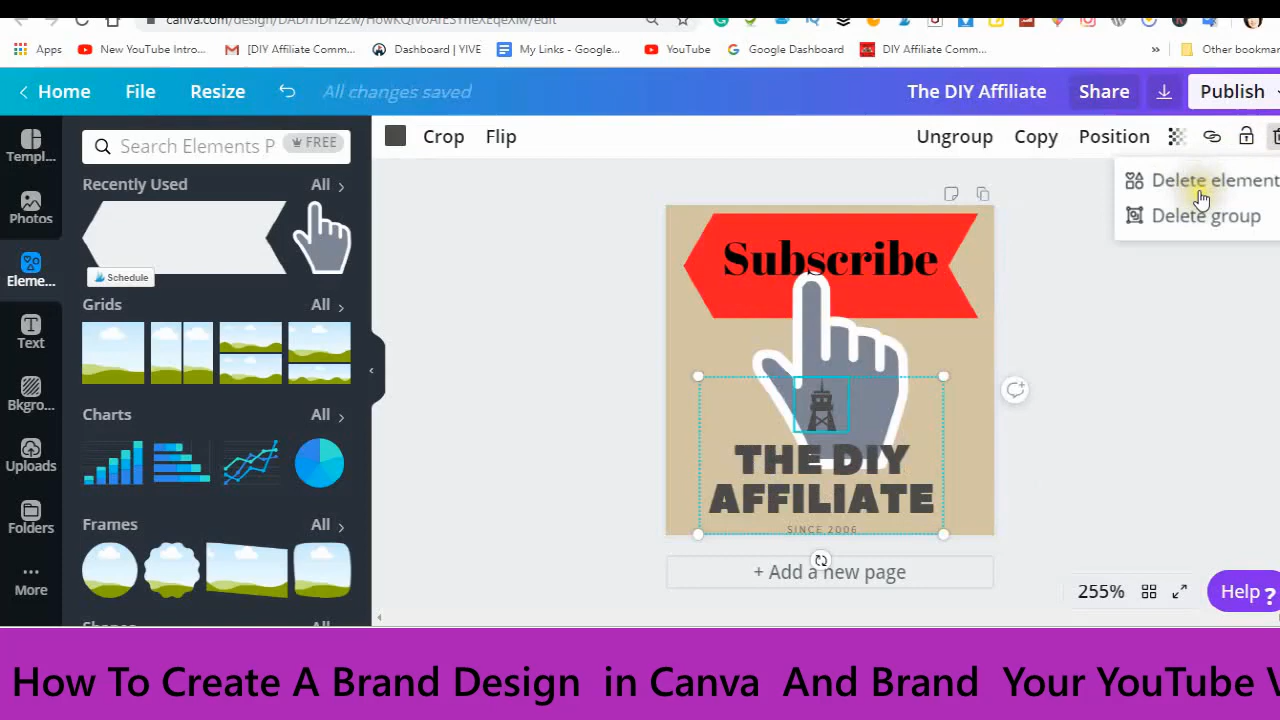 Apps
New YouTube Intro...
[DIY Affiliate Comm...
Dashboard | YIVE
My Links - Google...
YouTube
Google Dashboard
DIY Affiliate Comm...
»
Other bookmar
Home
File
Resize
All changes saved
The DIY Affiliate
Share
Publish
Templ...
Photos
Eleme...
Text
Bkgro...
Uploads
Folders
More
Search Elements P
FREE
Recently Used
All
Schedule
Grids
All
Charts
All
Frames
All
All
Crop
Flip
Ungroup
Copy
Position
Delete element
Delete group
Subscribe
THE DIY
AFFILIATE
SINCE 2006
+ Add a new page
255%
Help ?
How To Create A Brand Design in Canva And Brand Your YouTube V